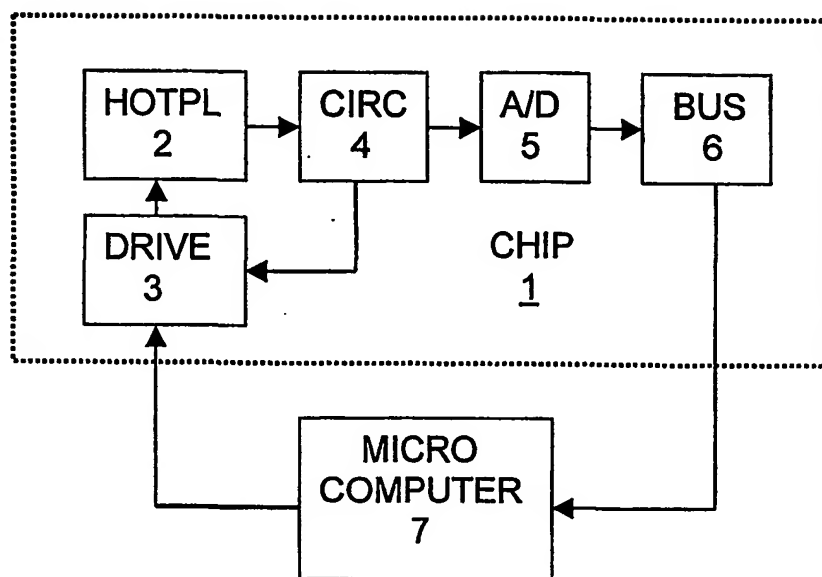 HOTPL
2
CIRC
4
A/D
5
BUS
6
DRIVE
3
CHIP
1
MICRO
COMPUTER
7